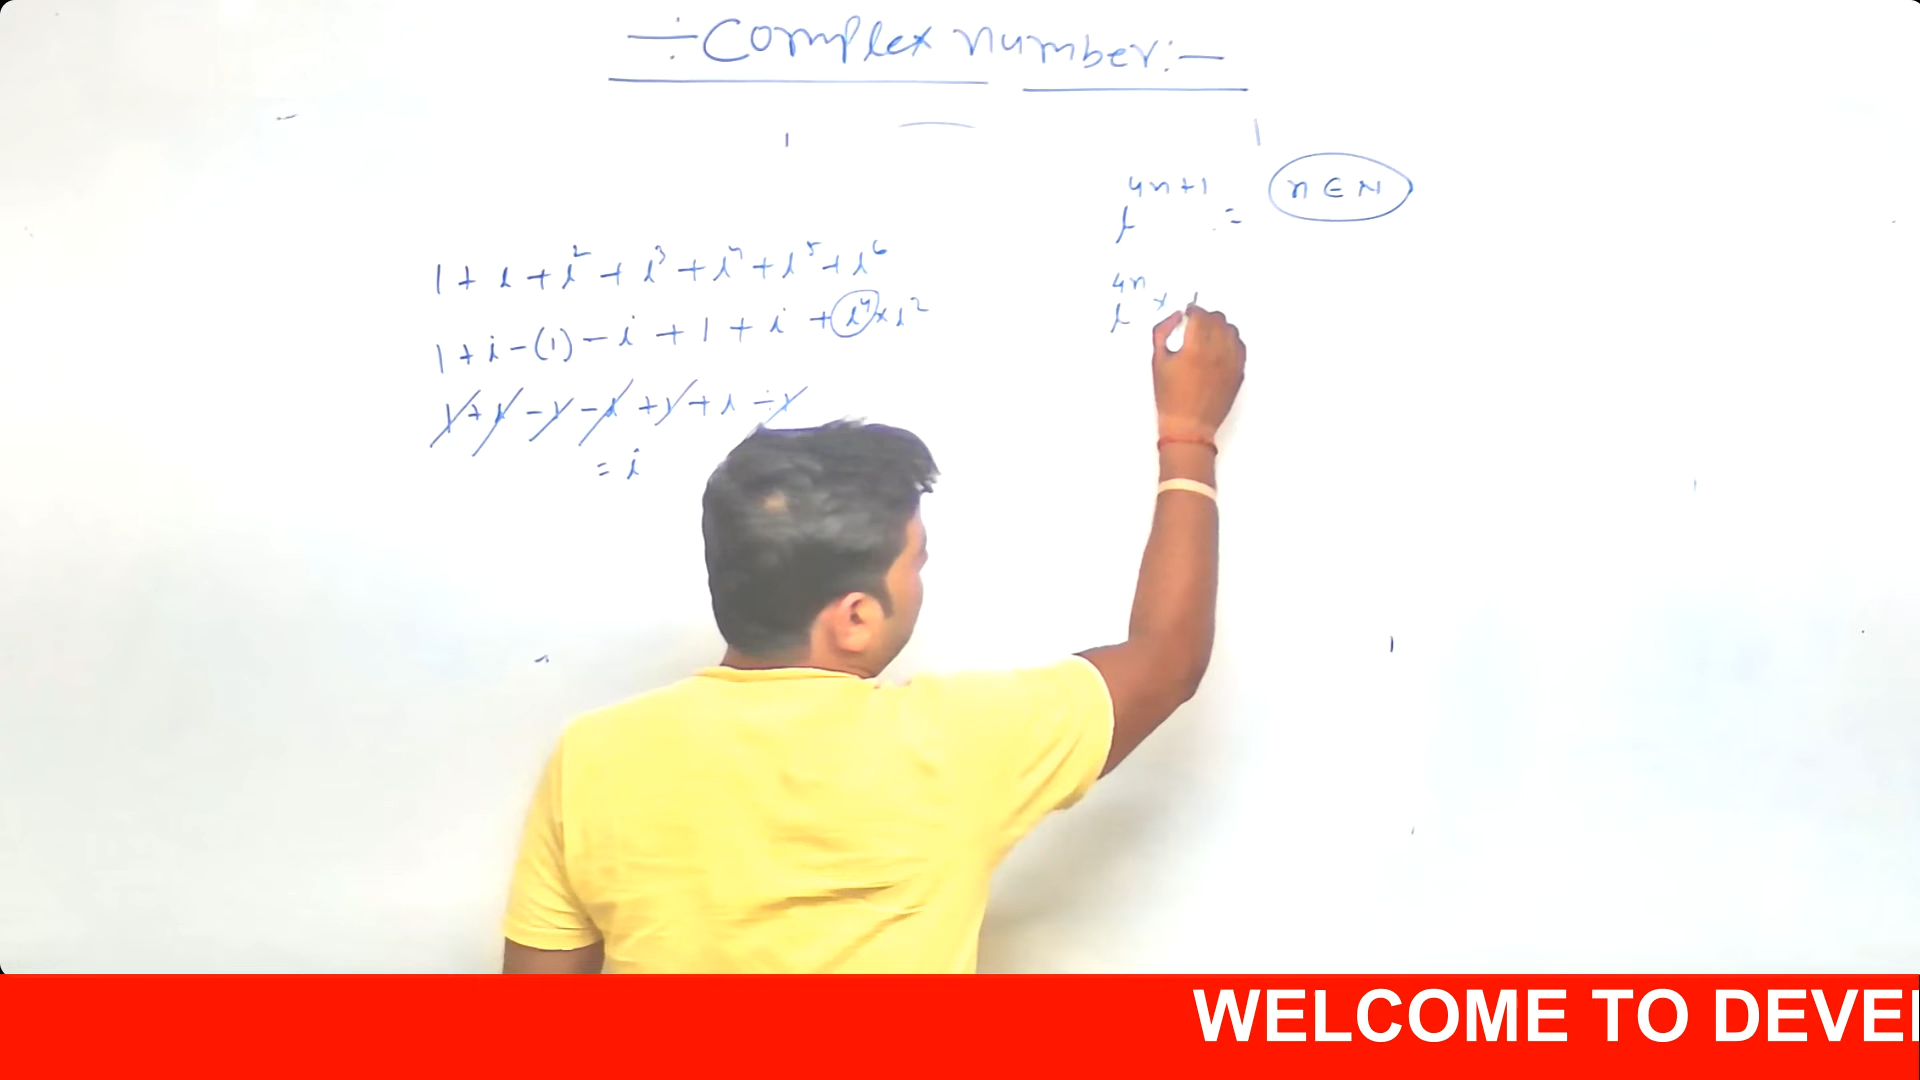 ÷Complex number:-
1 + i + i² + i³ + i⁴ + i⁵ + i⁶
1 + i - (1) - i + 1 + i + i⁴ × i²
1 + i - 1 - i + 1 + i - 1
= i
i⁴ⁿ⁺¹ = n ∈ N
i⁴ⁿ ×
WELCOME TO DEVE